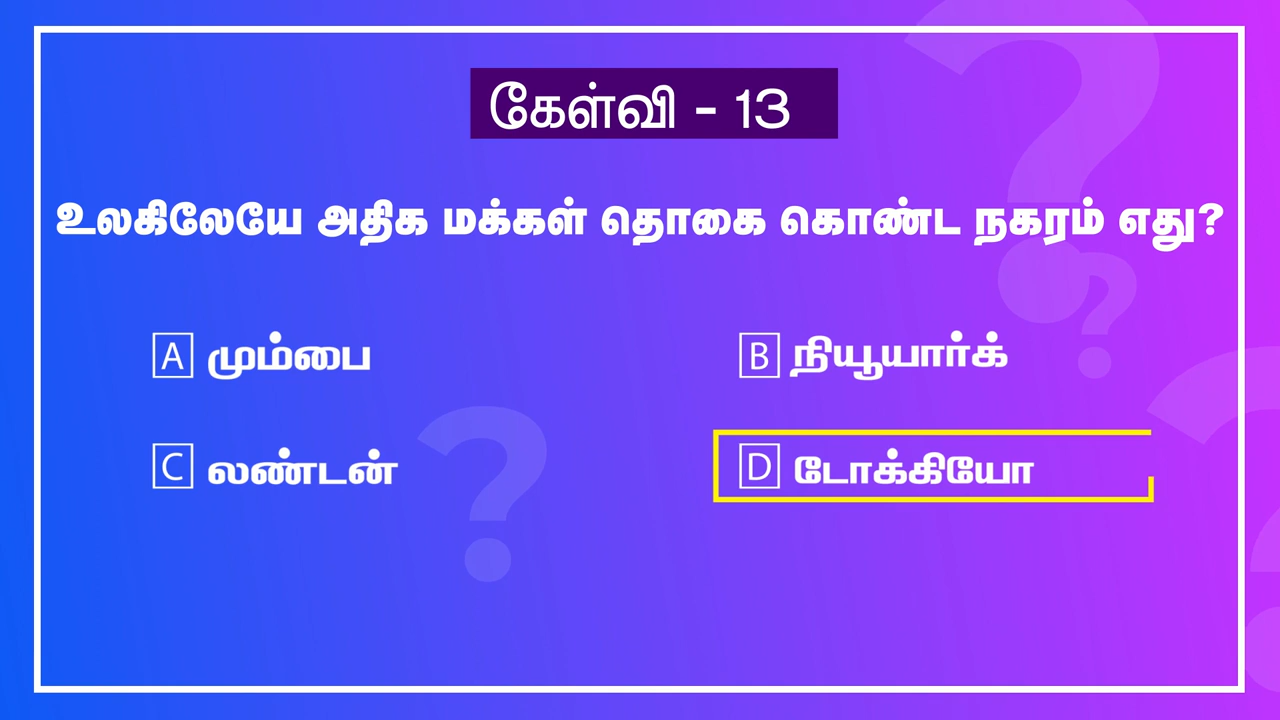 கேள்வி - 13
உலகிலேயே அதிக மக்கள் தொகை கொண்ட நகரம் எது?
A மும்பை
B நியூயார்க்
C லண்டன்
D டோக்கியோ